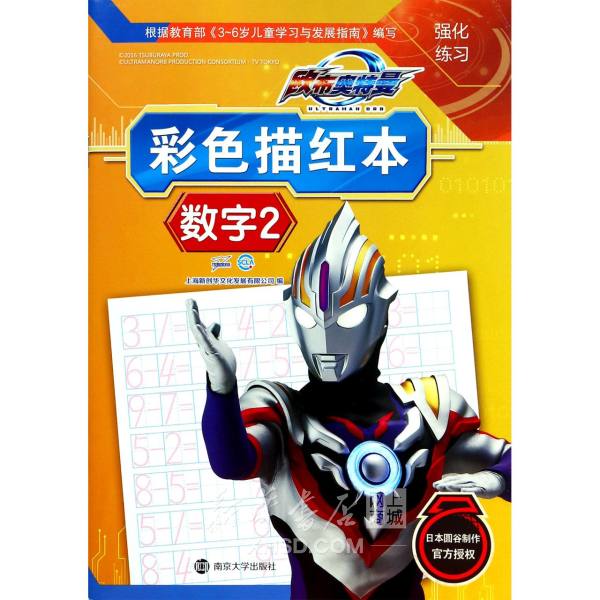 根据教育部《3~6岁儿童学习与发展指南》编写
强化
练习
©2016 TSUBURAYA PROD.
©ULTRAMANORB PRODUCTION CONSORTIUM・TV TOKYO
欧布奥特曼
ULTRAMAN ORB
彩色描红本
数字2
SCLA
上海新创华文化发展有限公司 编
3-1=
6-4=
9-7=
5-2=
8-5=
日本圆谷制作
官方授权
南京大学出版社